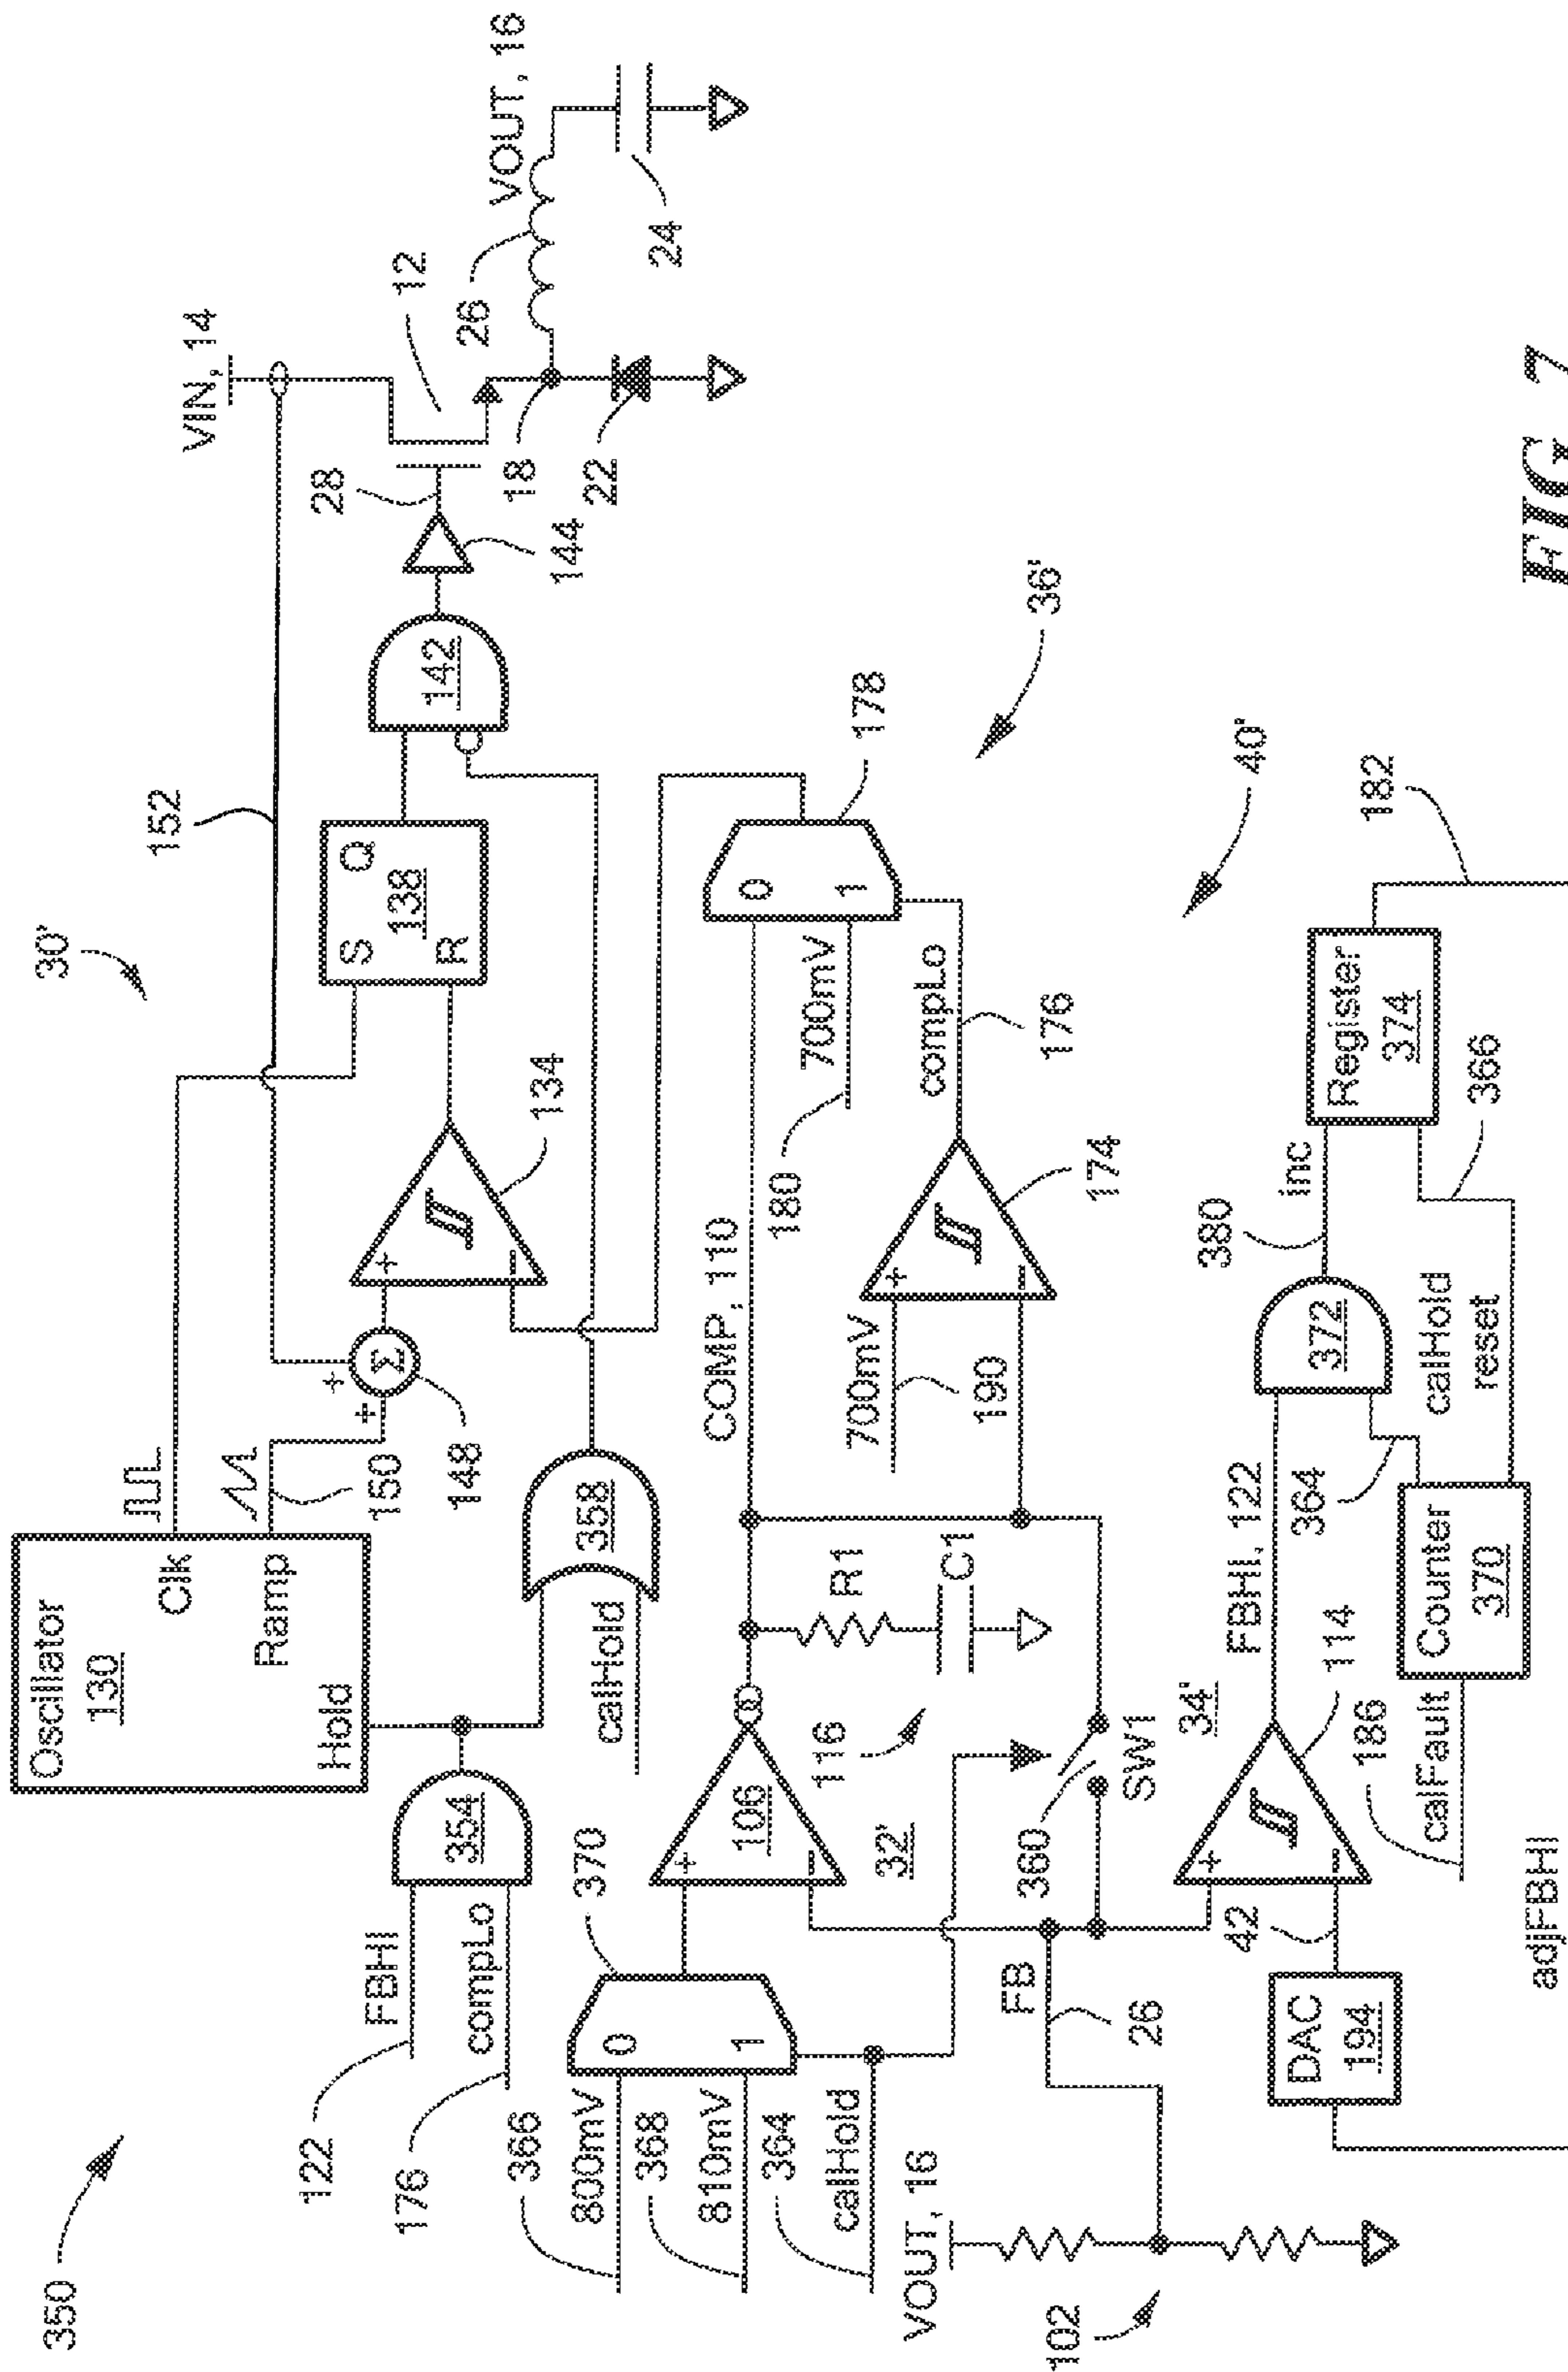 350
30'
152
VIN, 14
VOUT, 16
12
26
24
28
18
22
144
142
Oscillator
130
Clk
Ramp
Hold
150
148
+
+
Σ
+
−
134
S
Q
138
R
FBHI
122
compLo
176
354
358
calHold
COMP, 110
366
800mV
368
810mV
364
calHold
0
1
370
+
−
106
32'
116
R1
C1
360
SW1
700mV
190
+
−
174
compLo
176
180
700mV
0
1
178
36'
VOUT, 16
102
FB
26
DAC
194
42
+
−
34'
114
FBHI, 122
186
calFault
Counter
370
364
372
calHold
reset
380
inc
Register
374
366
182
40'
adjFBHI
FIG. 7